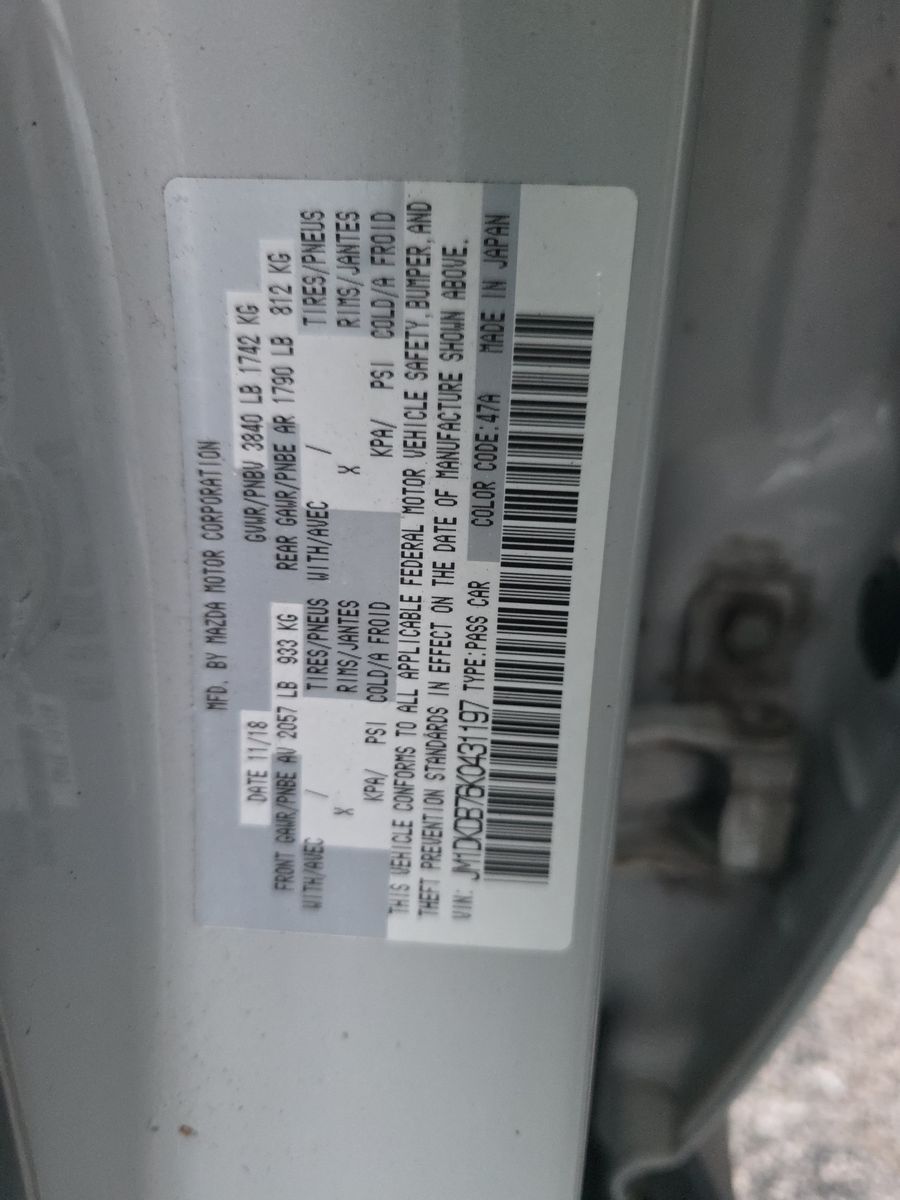 MFD. BY MAZDA MOTOR CORPORATION
DATE 11/18 GVWR/PNBV 3840 LB 1742 KG
FRONT GAWR/PNBE AV 2057 LB 933 KG REAR GAWR/PNBE AR 1790 LB 812 KG
WITH/AVEC / TIRES/PNEUS WITH/AVEC / TIRES/PNEUS
X RIMS/JANTES X RIMS/JANTES
KPA/ PSI COLD/A FROID KPA/ PSI COLD/A FROID
THIS VEHICLE CONFORMS TO ALL APPLICABLE FEDERAL MOTOR VEHICLE SAFETY,BUMPER,AND
THEFT PREVENTION STANDARDS IN EFFECT ON THE DATE OF MANUFACTURE SHOWN ABOVE.
VIN: JM1DKDB76K0431197 TYPE:PASS CAR COLOR CODE:47A MADE IN JAPAN